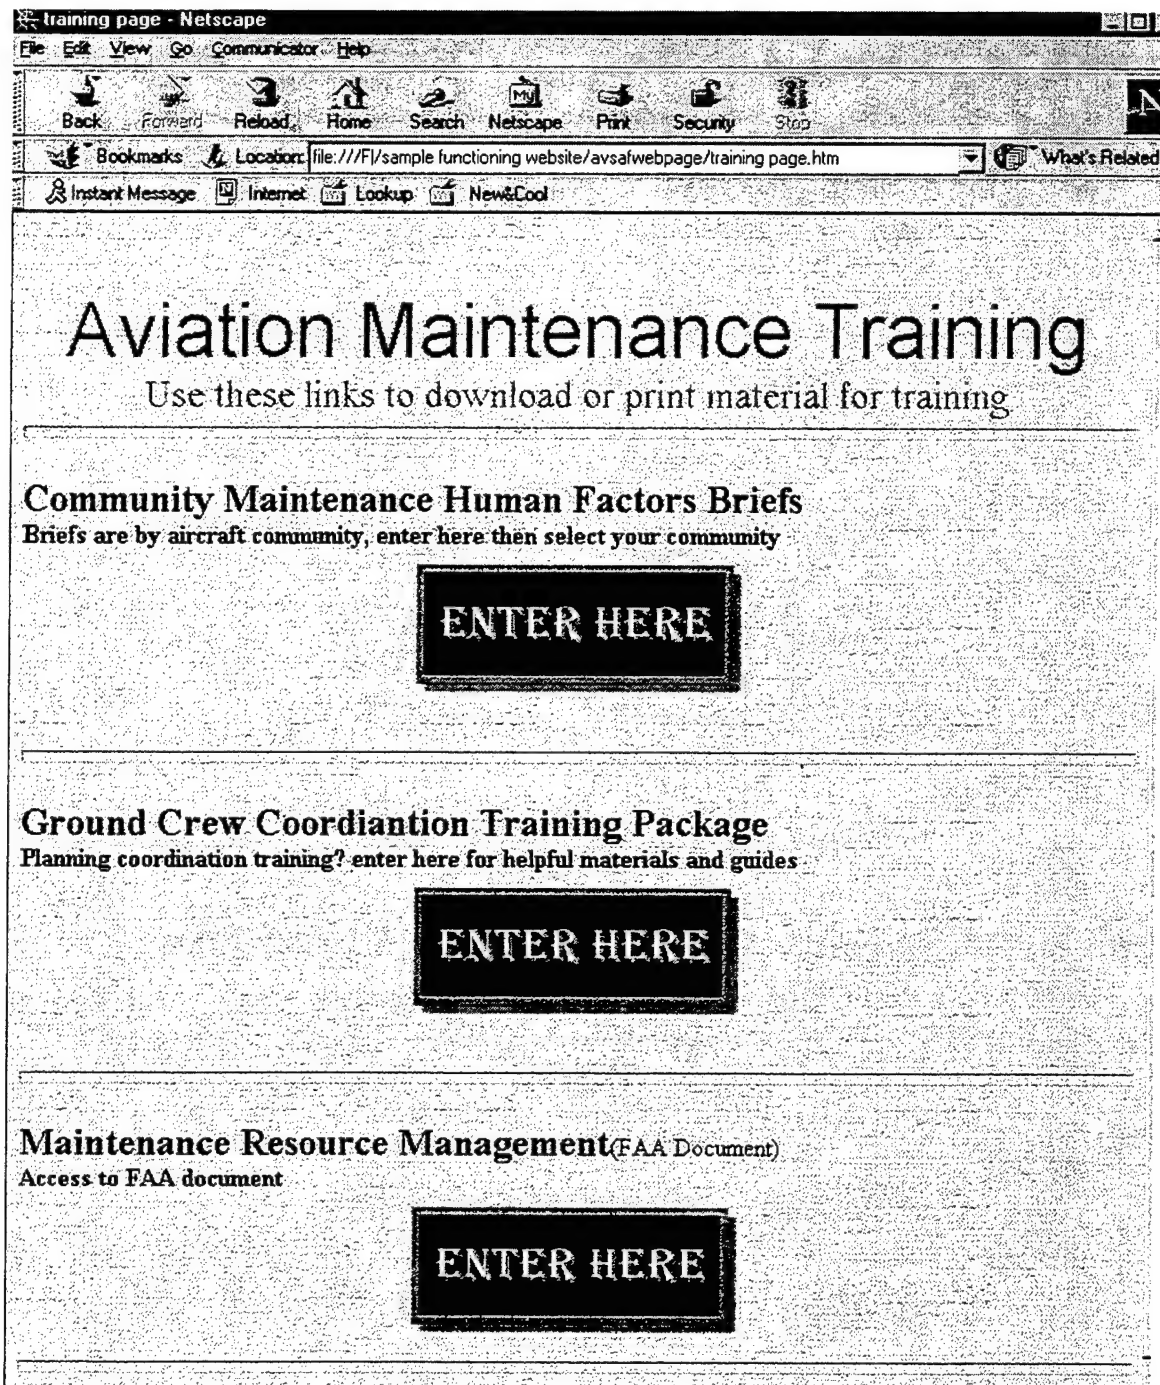 training page - Netscape
File Edit View Go Communicator Help
My
N
Back Forward Reload Home Search Netscape Print Security Stop
Bookmarks Location: file:///F|/sample functioning website/avsafwebpage/training page.htm What's Related
Instant Message Internet Lookup New&Cool
Aviation Maintenance Training
Use these links to download or print material for training
Community Maintenance Human Factors Briefs
Briefs are by aircraft community, enter here then select your community
ENTER HERE
Ground Crew Coordiantion Training Package
Planning coordination training? enter here for helpful materials and guides
ENTER HERE
Maintenance Resource Management(FAA Document)
Access to FAA document
ENTER HERE